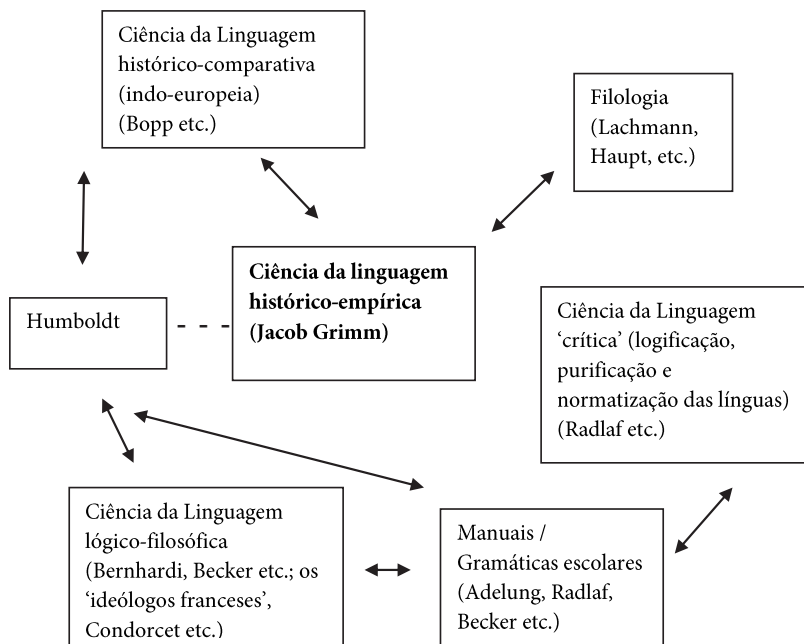 Ciência da Linguagem
histórico-comparativa
(indo-europeia)
(Bopp etc.)
Filologia
(Lachmann,
Haupt, etc.)
Ciência da linguagem
histórico-empírica
(Jacob Grimm)
Humboldt
Ciência da Linguagem
‘crítica’ (logificação,
purificação e
normatização das línguas)
(Radlaf etc.)
Ciência da Linguagem
lógico-filosófica
(Bernhardi, Becker etc.; os
‘ideólogos franceses’,
Condorcet etc.)
Manuais /
Gramáticas escolares
(Adelung, Radlaf,
Becker etc.)